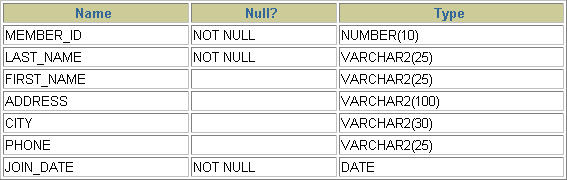 Name Null? Type
MEMBER_ID NOT NULL NUMBER(10)
LAST_NAME NOT NULL VARCHAR2(25)
FIRST_NAME VARCHAR2(25)
ADDRESS VARCHAR2(100)
CITY VARCHAR2(30)
PHONE VARCHAR2(25)
JOIN_DATE NOT NULL DATE